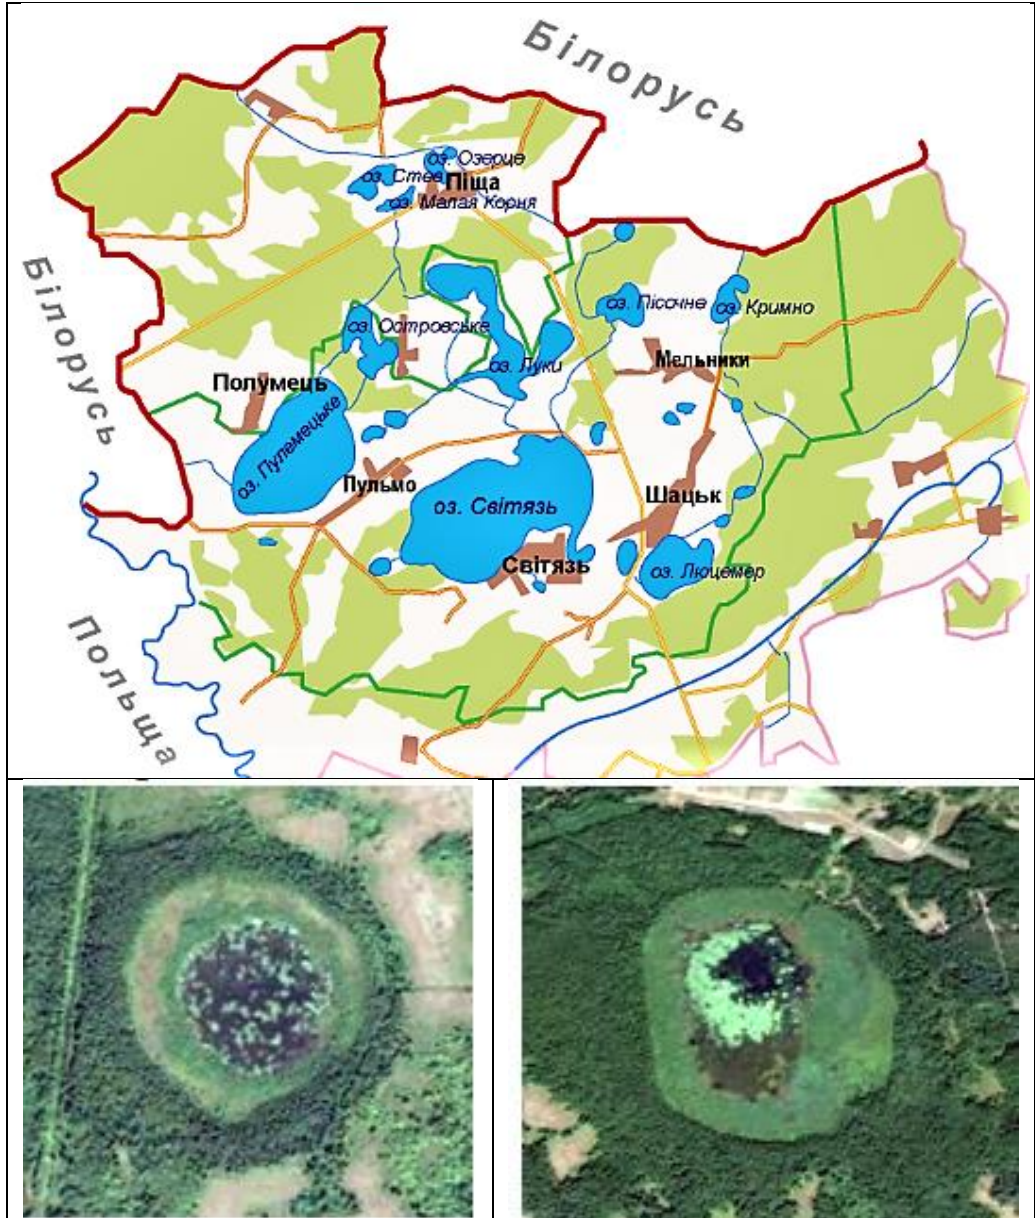 Білорусь
оз. Озерце
оз. Стев
Піща
оз. Малая Корня
Білорусь
оз. Пісочне
оз. Кримно
оз. Островське
оз. Луки
Мельники
Полумець
оз. Пулемецьке
Пульмо
оз. Світязь
Шацьк
Світязь
оз. Люцемер
Польща